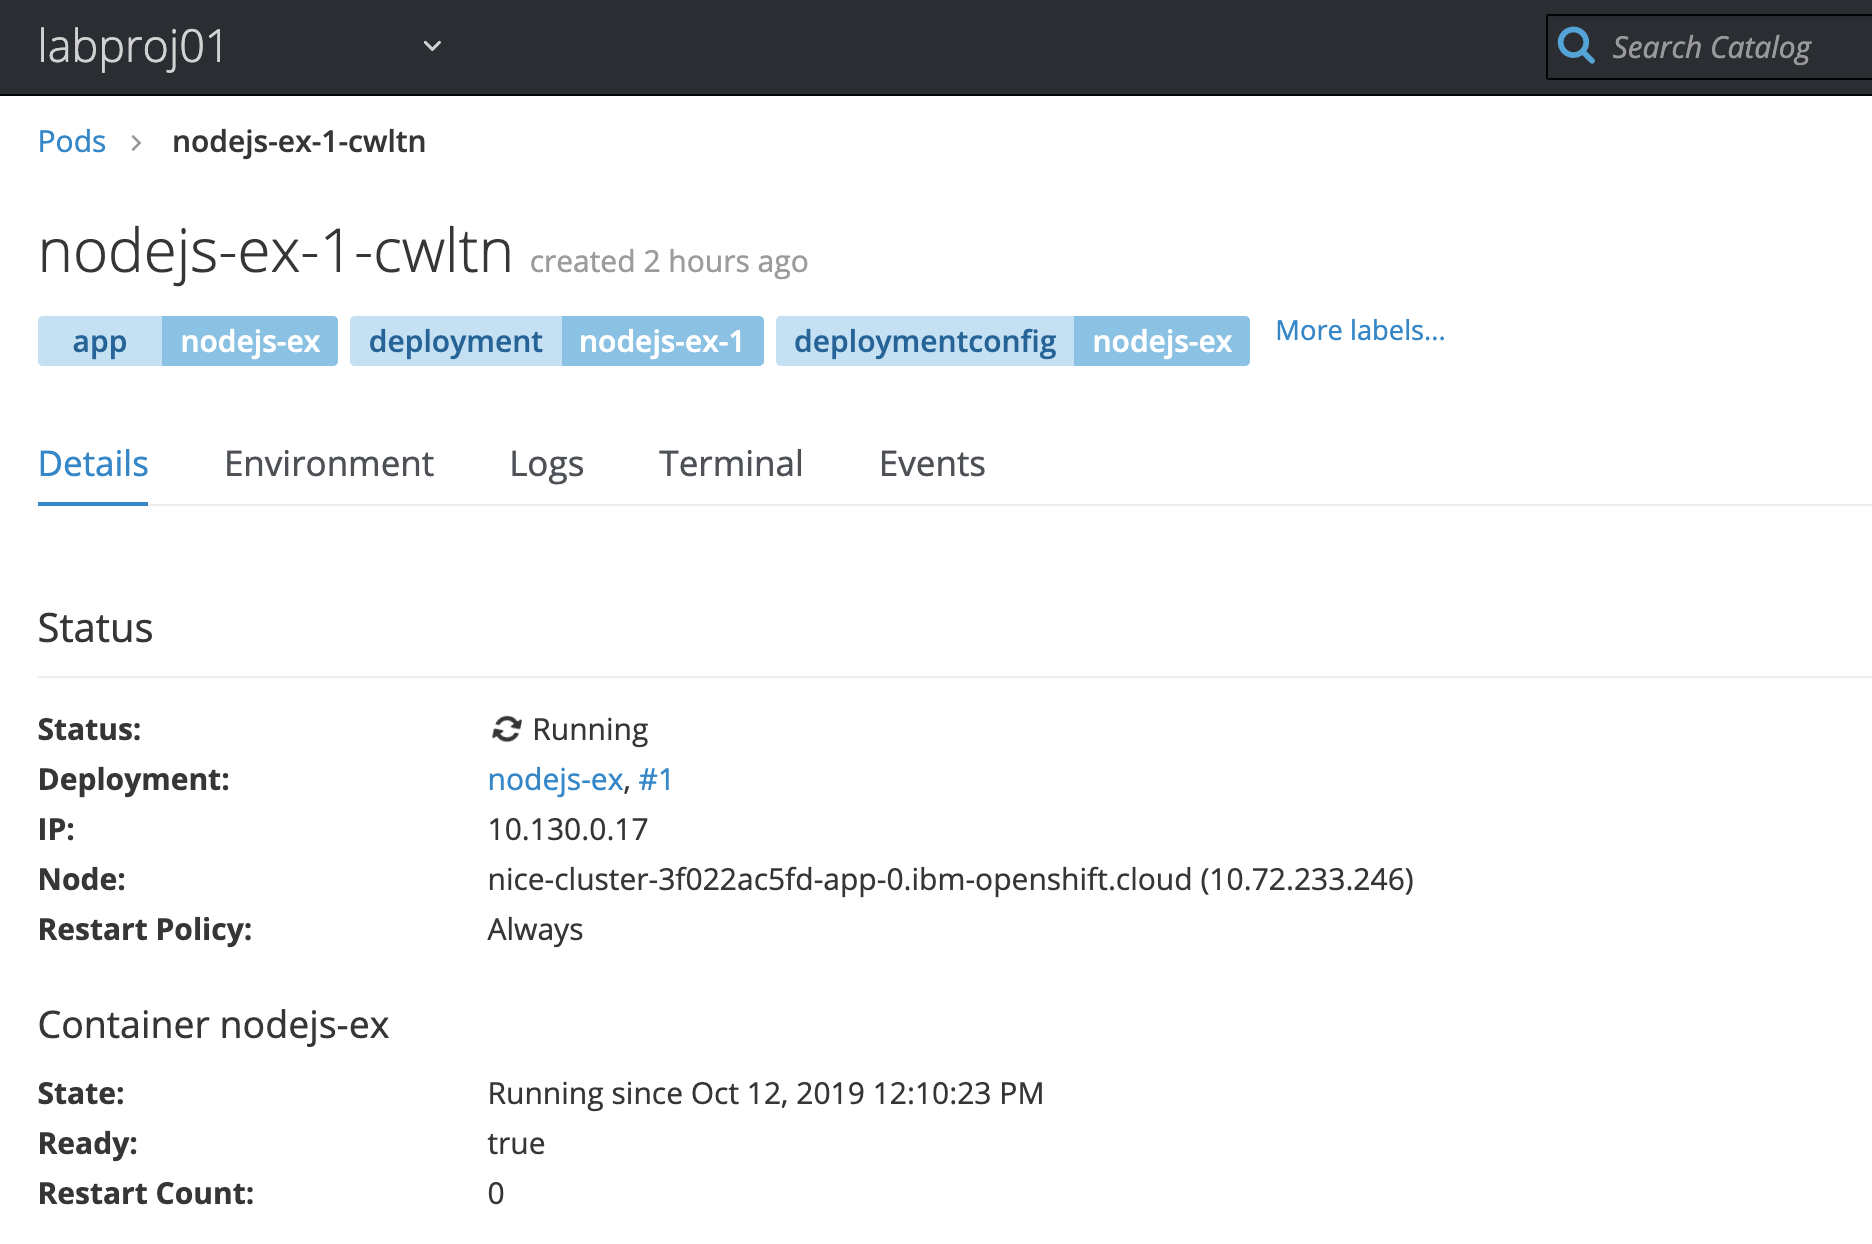 labproj01 Search Catalog
Pods > nodejs-ex-1-cwltn
nodejs-ex-1-cwltn created 2 hours ago
app nodejs-ex deployment nodejs-ex-1 deploymentconfig nodejs-ex More labels...
Details Environment Logs Terminal Events
Status
Status: Running
Deployment: nodejs-ex, #1
IP: 10.130.0.17
Node: nice-cluster-3f022ac5fd-app-0.ibm-openshift.cloud (10.72.233.246)
Restart Policy: Always
Container nodejs-ex
State: Running since Oct 12, 2019 12:10:23 PM
Ready: true
Restart Count: 0